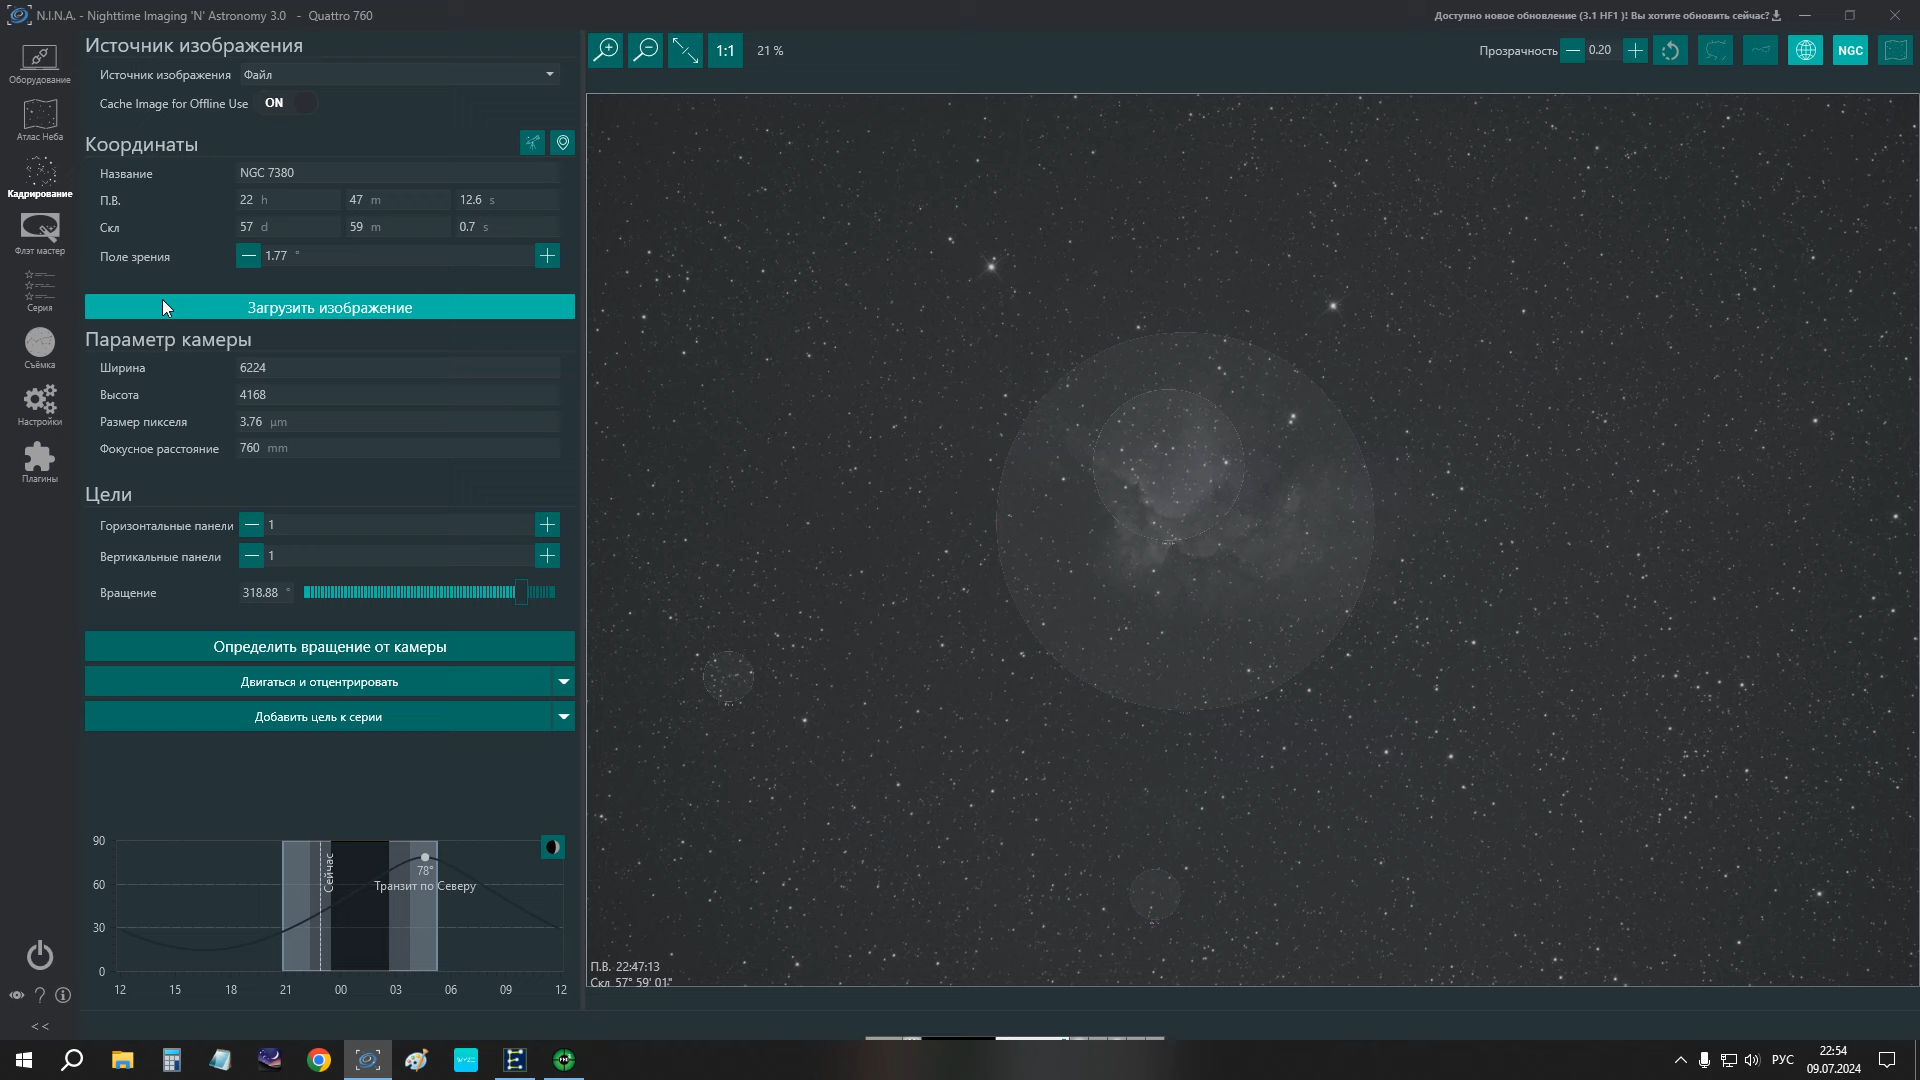 N.I.N.A. - Nighttime Imaging 'N' Astronomy 3.0 - Quattro 760
Доступно новое обновление (3.1 HF1 )! Вы хотите обновить сейчас?
Оборудование
Атлас Неба
Кадрирование
Флэт мастер
Серия
Съёмка
Настройки
Плагины
<<
Источник изображения
Источник изображения Файл
Cache Image for Offline Use ON
Координаты
Название NGC 7380
П.В. 22 h 47 m 12.6 s
Скл 57 d 59 m 0.7 s
Поле зрения 1.77 °
Загрузить изображение
Параметр камеры
Ширина 6224
Высота 4168
Размер пикселя 3.76 μm
Фокусное расстояние 760 mm
Цели
Горизонтальные панели 1
Вертикальные панели 1
Вращение 318.88 °
Определить вращение от камеры
Двигаться и отцентрировать
Добавить цель к серии
90
60
30
0
Сейчас
78°
Транзит по Северу
12 15 18 21 00 03 06 09 12
1:1 21 %
Прозрачность 0.20
NGC
П.В. 22:47:13
Скл 57° 59' 01"
РУС
22:54
09.07.2024